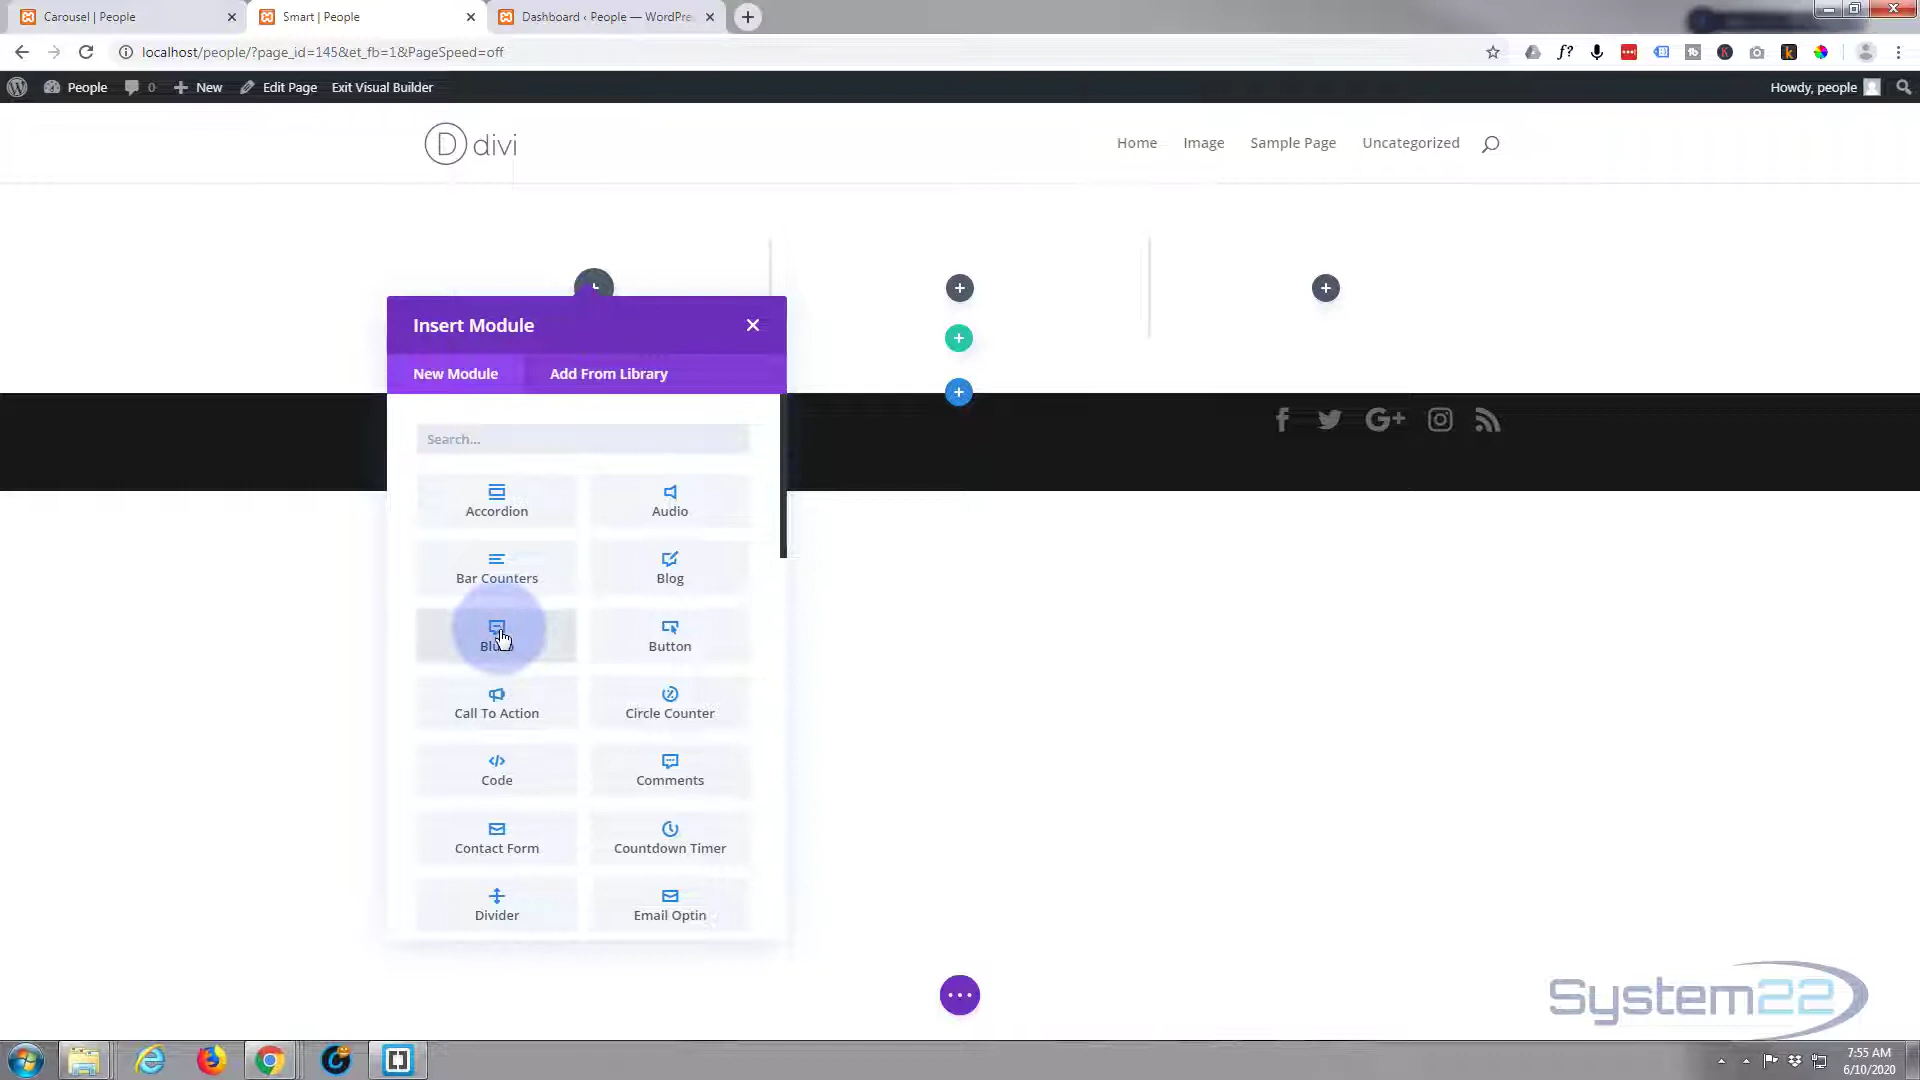 Carousel | People
Smart | People
Dashboard ‹ People — WordPre
localhost/people/?page_id=145&et_fb=1&PageSpeed=off
People 0 New Edit Page Exit Visual Builder Howdy, people
D divi
Home Image Sample Page Uncategorized
Insert Module
New Module Add From Library
Search...
Accordion Audio
Bar Counters Blog
Button
Call To Action Circle Counter
Code Comments
Contact Form Countdown Timer
Divider Email Optin
System22
7:55 AM
6/10/2020